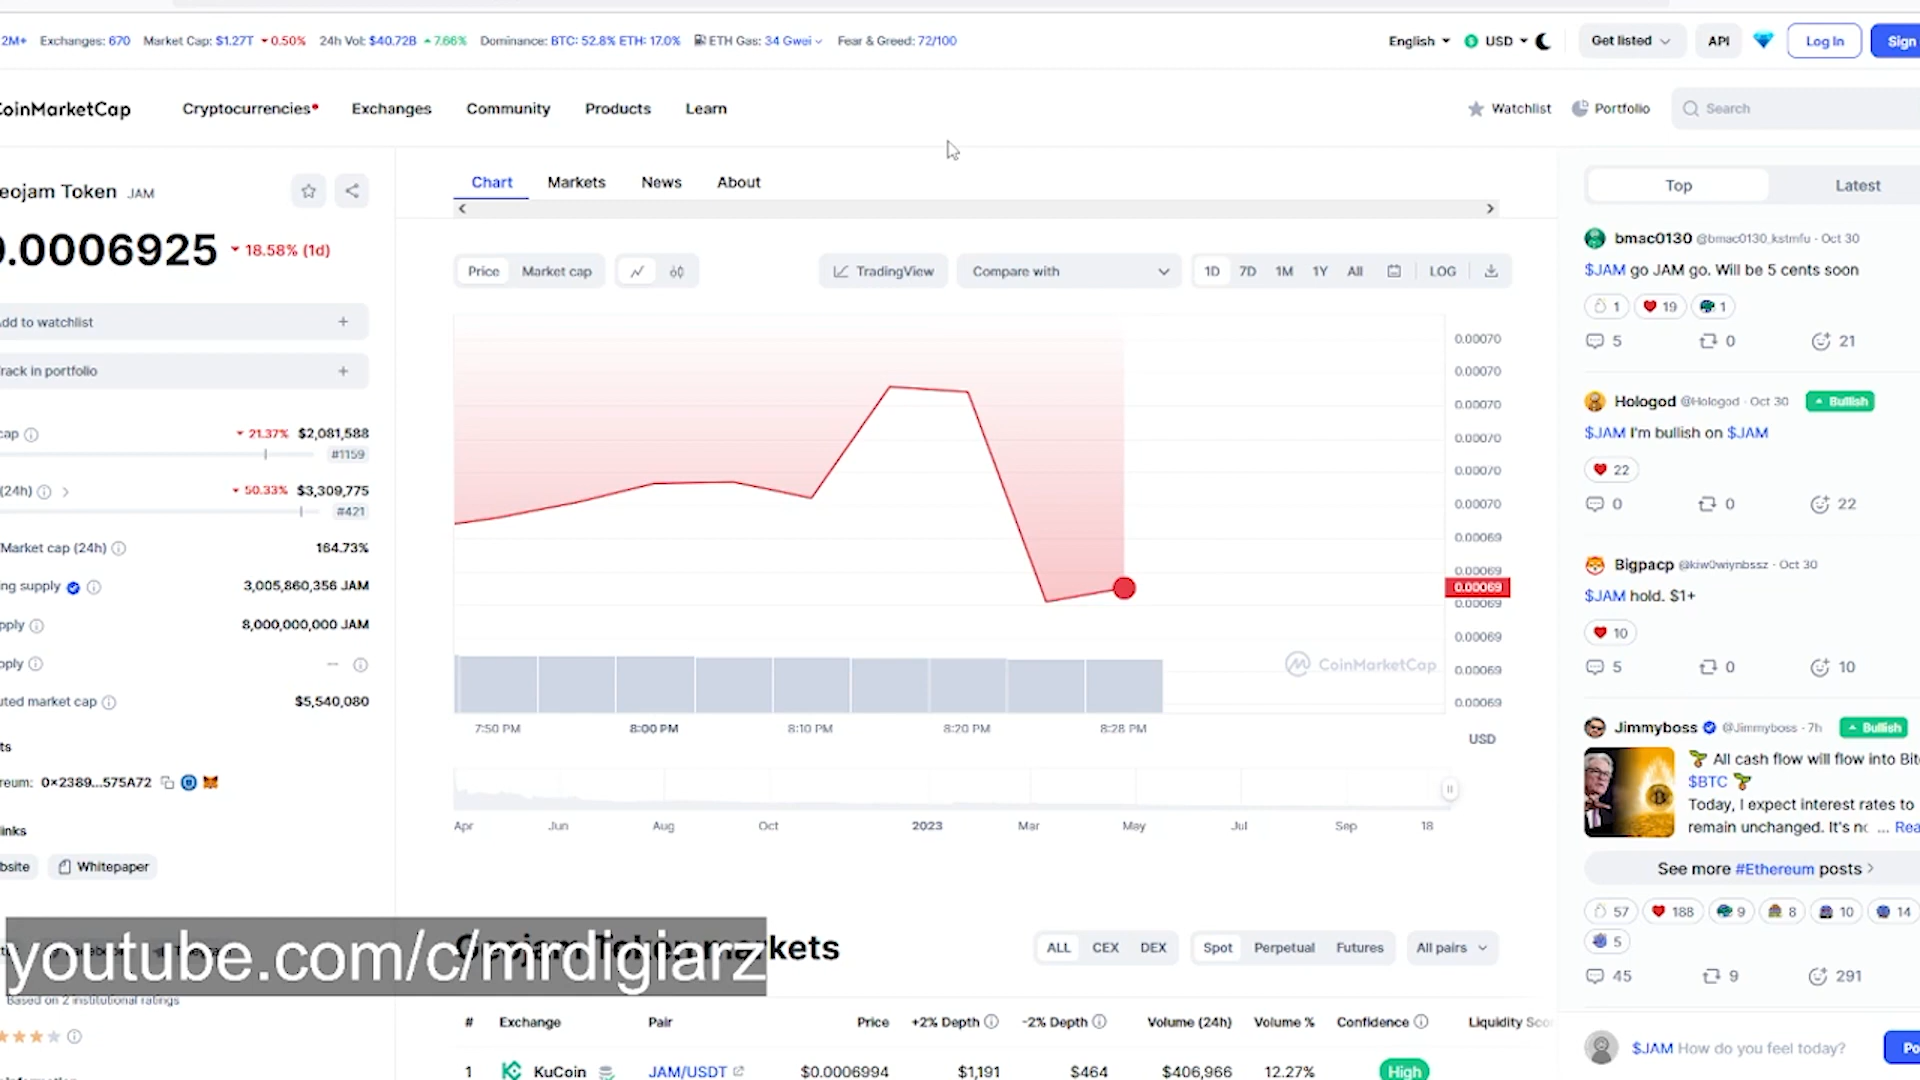 2M+ Exchanges: 670 Market Cap: $1.27T 0.50% 24h Vol: $40.72B 7.66% Dominance: BTC: 52.8% ETH: 17.0% ETH Gas: 34 Gwei Fear & Greed: 72/100
English USD Get listed API Log In Sign
CoinMarketCap Cryptocurrencies Exchanges Community Products Learn Watchlist Portfolio Search
eojam Token JAM
0.0006925 18.58% (1d)
Add to watchlist +
Track in portfolio +
cap 21.37% $2,081,588
#1159
(24h) 50.33% $3,309,775
#421
/Market cap (24h) 164.73%
ing supply 3,005,860,356 JAM
pply 8,000,000,000 JAM
pply --
uted market cap $5,540,080
ts
reum: 0x2389...575A72
links
bsite Whitepaper
Based on 2 institutional ratings
Chart Markets News About
Price Market cap TradingView Compare with 1D 7D 1M 1Y All LOG
0.00070
0.00070
0.00070
0.00070
0.00070
0.00070
0.00069
0.00069
0.00069
0.00069
0.00069
0.00069
0.00069
CoinMarketCap
7:50 PM 8:00 PM 8:10 PM 8:20 PM 8:28 PM
USD
Apr Jun Aug Oct 2023 Mar May Jul Sep 18
youtube.com/c/mrdigiarz
Geojam Token markets
ALL CEX DEX Spot Perpetual Futures All pairs
# Exchange Pair Price +2% Depth -2% Depth Volume (24h) Volume % Confidence Liquidity Sco
1 KuCoin JAM/USDT $0.0006994 $1,191 $464 $406,966 12.27% High
Top Latest
bmac0130 @bmac0130_kstmfu · Oct 30
$JAM go JAM go. Will be 5 cents soon
1 19 1
5 0 21
Hologod @Hologod · Oct 30 Bullish
$JAM I'm bullish on $JAM
22
0 0 22
Bigpacp @kiw0wiynbssz · Oct 30
$JAM hold. $1+
10
5 0 10
Jimmyboss @Jimmyboss · 7h Bullish
All cash flow will flow into Bit
$BTC
Today, I expect interest rates to
remain unchanged. It's no ... Rea
See more #Ethereum posts
57 188 9 8 10 14
5
45 9 291
$JAM How do you feel today? Po